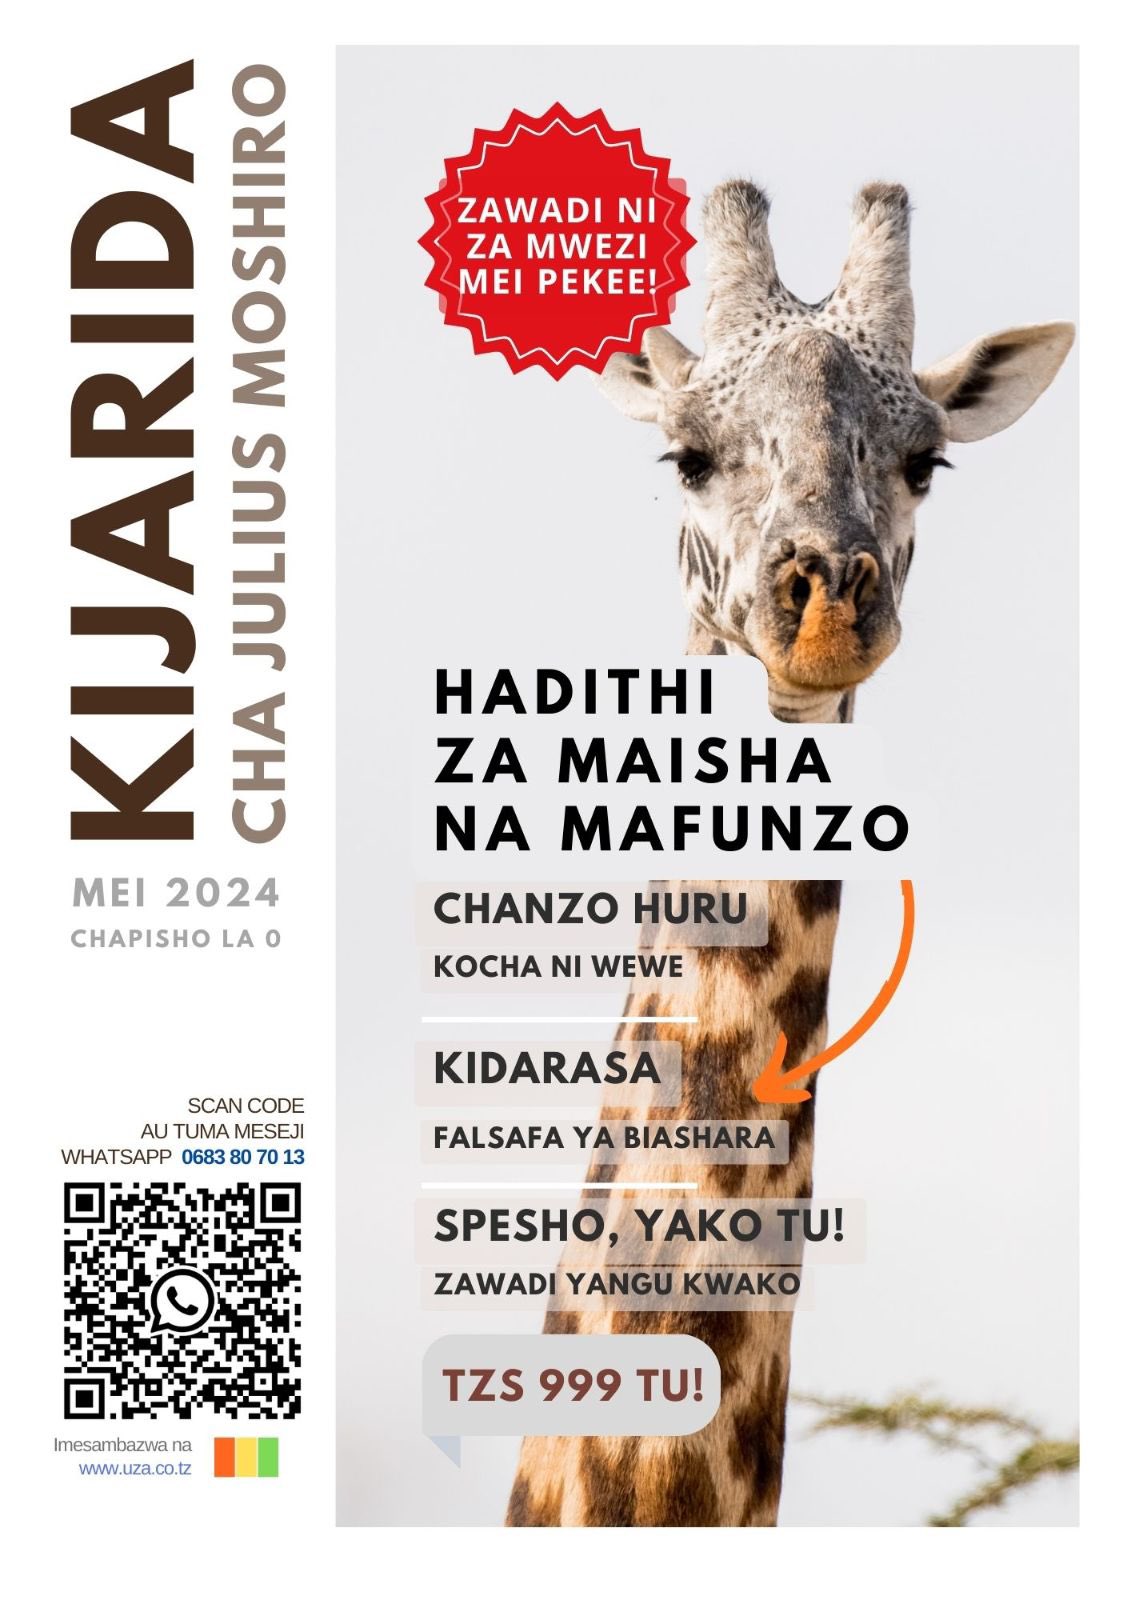 KIJARIDA
CHA JULIUS MOSHIRO
MEI 2024
CHAPISHO LA 0
ZAWADI NI
ZA MWEZI
MEI PEKEE!
HADITHI
ZA MAISHA
NA MAFUNZO
CHANZO HURU
KOCHA NI WEWE
KIDARASA
FALSAFA YA BIASHARA
SPESHO, YAKO TU!
ZAWADI YANGU KWAKO
TZS 999 TU!
SCAN CODE
AU TUMA MESEJI
WHATSAPP 0683 80 70 13
Imesambazwa na
www.uza.co.tz